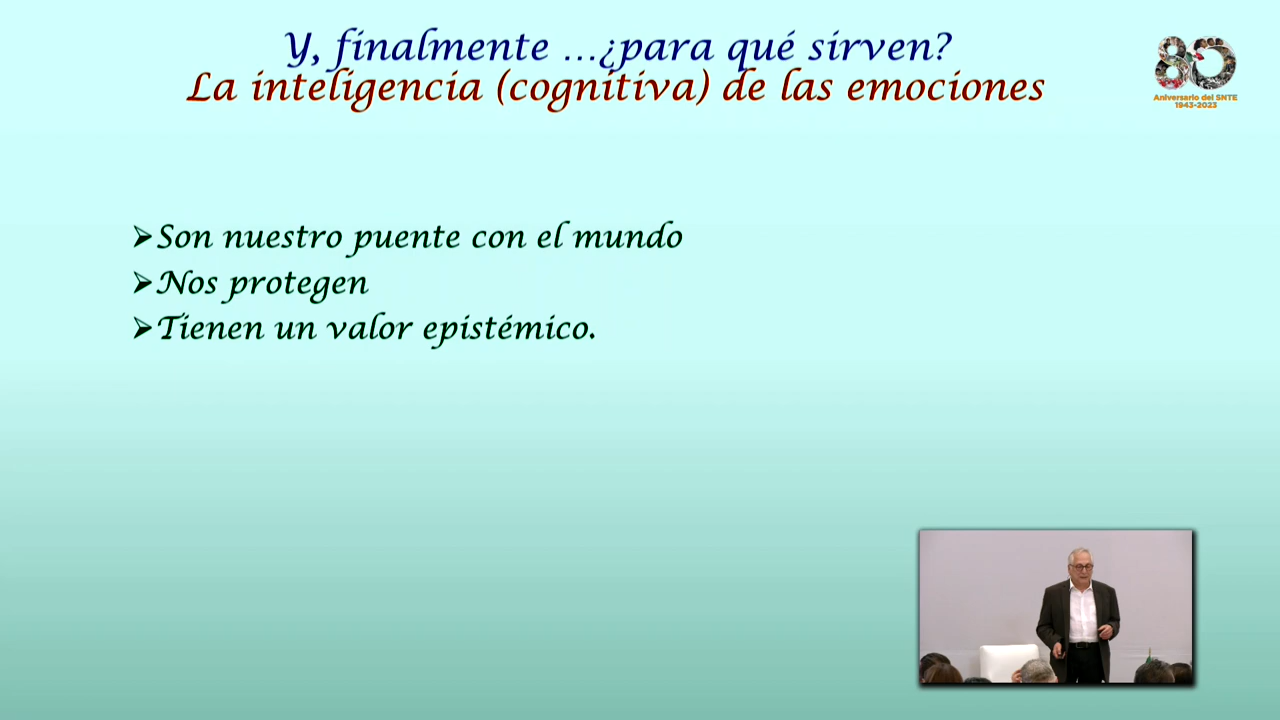 Y, finalmente ...¿para qué sirven?
La inteligencia (cognitiva) de las emociones
80
Aniversario del SNTE
1943-2023
➢Son nuestro puente con el mundo
➢Nos protegen
➢Tienen un valor epistémico.